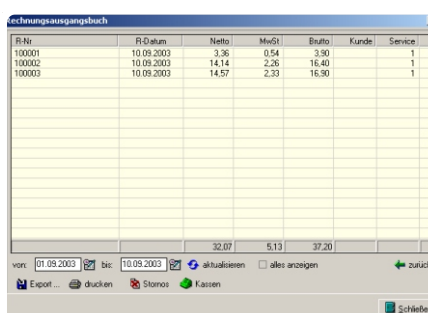 Rechnungsausgangsbuch
R-Nr R-Datum Netto MwSt Brutto Kunde Service
100001 10.09.2003 3,36 0,54 3,90 1
100002 10.09.2003 14,14 2,26 16,40 1
100003 10.09.2003 14,57 2,33 16,90 1
32,07 5,13 37,20
von: 01.09.2003 bis: 10.09.2003 aktualisieren alles anzeigen zurück
Export ... drucken Stornos Kassen
Schließe